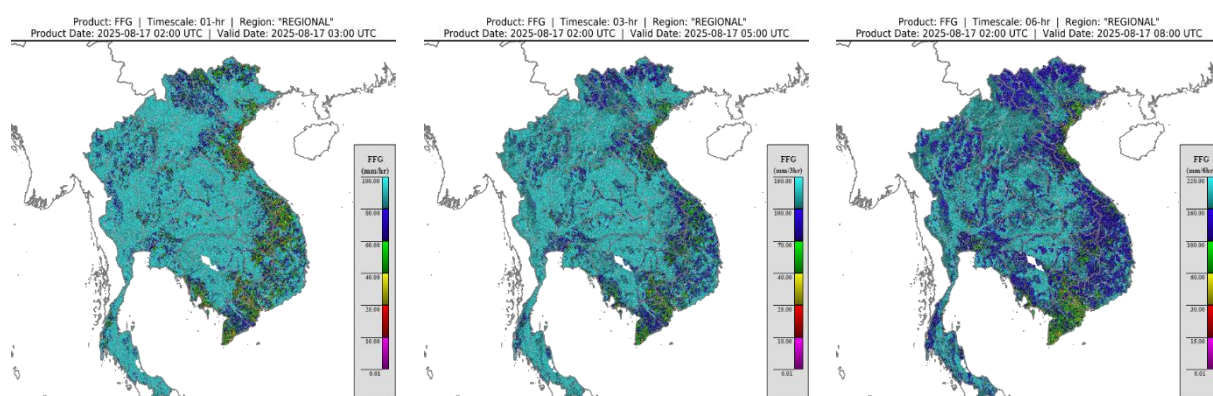 Product: FFG | Timescale: 01-hr | Region: "REGIONAL"
Product Date: 2025-08-17 02:00 UTC | Valid Date: 2025-08-17 03:00 UTC
FFG
(mm/hr)
100.00
80.00
60.00
40.00
20.00
10.00
0.01
Product: FFG | Timescale: 03-hr | Region: "REGIONAL"
Product Date: 2025-08-17 02:00 UTC | Valid Date: 2025-08-17 05:00 UTC
FFG
(mm/3hr)
100.00
70.00
40.00
20.00
10.00
0.01
Product: FFG | Timescale: 06-hr | Region: "REGIONAL"
Product Date: 2025-08-17 02:00 UTC | Valid Date: 2025-08-17 08:00 UTC
FFG
(mm/6hr)
220.00
160.00
100.00
60.00
30.00
15.00
0.01